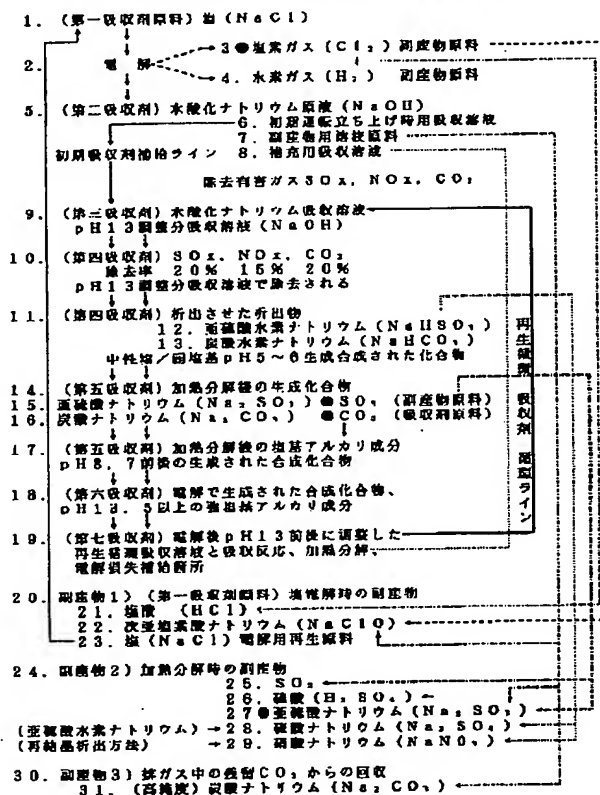 1. (第一吸収剤原料) 塩 (NaCl)
3 ●塩素ガス (Cl₂) 副産物原料
2. 電 解
4. 水素ガス (H₂) 副産物原料
5. (第二吸収剤) 水酸化ナトリウム原液 (NaOH)
6. 初期運転立ち上げ時用吸収溶液
7. 副産物用溶液原料
初期吸収剤補給ライン 8. 補充用吸収溶液
除去有害ガスSOx, NOx, CO₂
9. (第三吸収剤) 水酸化ナトリウム吸収溶液
pH13調整分吸収溶液 (NaOH)
10. (第四吸収剤) SOx, NOx, CO₂
除去率 20% 15% 20%
pH13調整分吸収溶液で除去される
11. (第四吸収剤) 析出させた析出物
12. 亜硫酸水素ナトリウム (NaHSO₃)
13. 炭酸水素ナトリウム (NaHCO₃)
中性塩/弱塩基pH5~6生成合成された化合物
14. (第五吸収剤) 加熱分解後の生成化合物
15. 亜硫酸ナトリウム (Na₂SO₃) ●SO₂ (副産物原料)
16. 炭酸ナトリウム (Na₂CO₃) ●CO₂ (吸収剤原料)
17. (第五吸収剤) 加熱分解後の塩基アルカリ成分
pH8.7前後の生成された合成化合物
18. (第六吸収剤) 電解で生成された合成化合物、
pH13.5以上の強塩基アルカリ成分
19. (第七吸収剤) 電解後pH13前後に調整した
再生循環吸収溶液と吸収反応、加熱分解、
電解損失補給箇所
再生循環 吸収剤 循環ライン
20. 副産物1) (第一吸収剤原料) 塩電解時の副産物
21. 塩酸 (HCl)
22. 次亜塩素酸ナトリウム (NaClO)
23. 塩 (NaCl) 電解用再生原料
24. 副産物2) 加熱分解時の副産物
25. SO₂
26. 硫酸 (H₂SO₄)
27●亜硫酸ナトリウム (Na₂SO₃)
(亜硫酸水素ナトリウム) →28. 硫酸ナトリウム (Na₂SO₄)
(再結晶析出方法) →29. 硝酸ナトリウム (NaNO₃)
30. 副産物3) 排ガス中の残留CO₂からの回収
31. (高純度) 炭酸ナトリウム (Na₂CO₃)